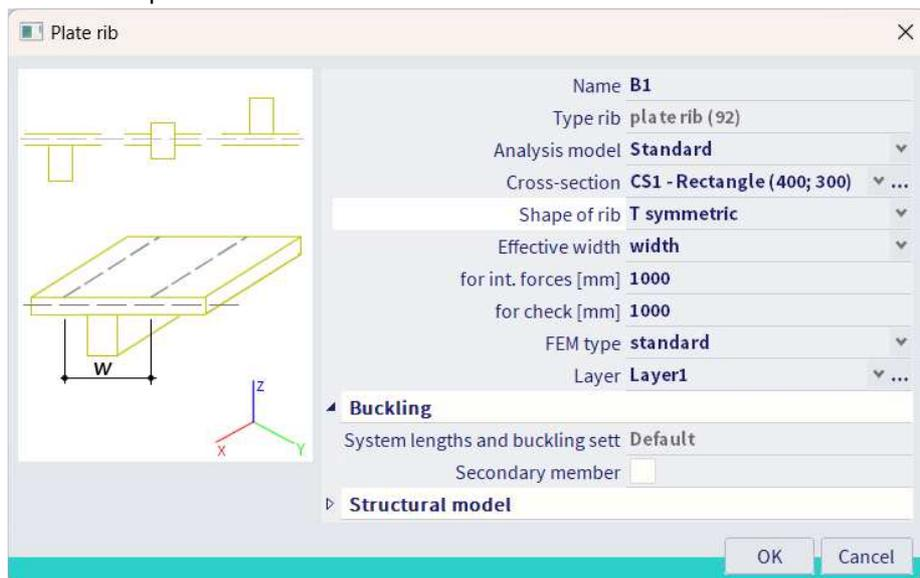 Plate rib
Name B1
Type rib plate rib (92)
Analysis model Standard
Cross-section CS1 - Rectangle (400; 300)
Shape of rib T symmetric
Effective width width
for int. forces [mm] 1000
for check [mm] 1000
FEM type standard
Layer Layer1
Buckling
System lengths and buckling sett Default
Secondary member
Structural model
W
Z
X
Y
OK Cancel